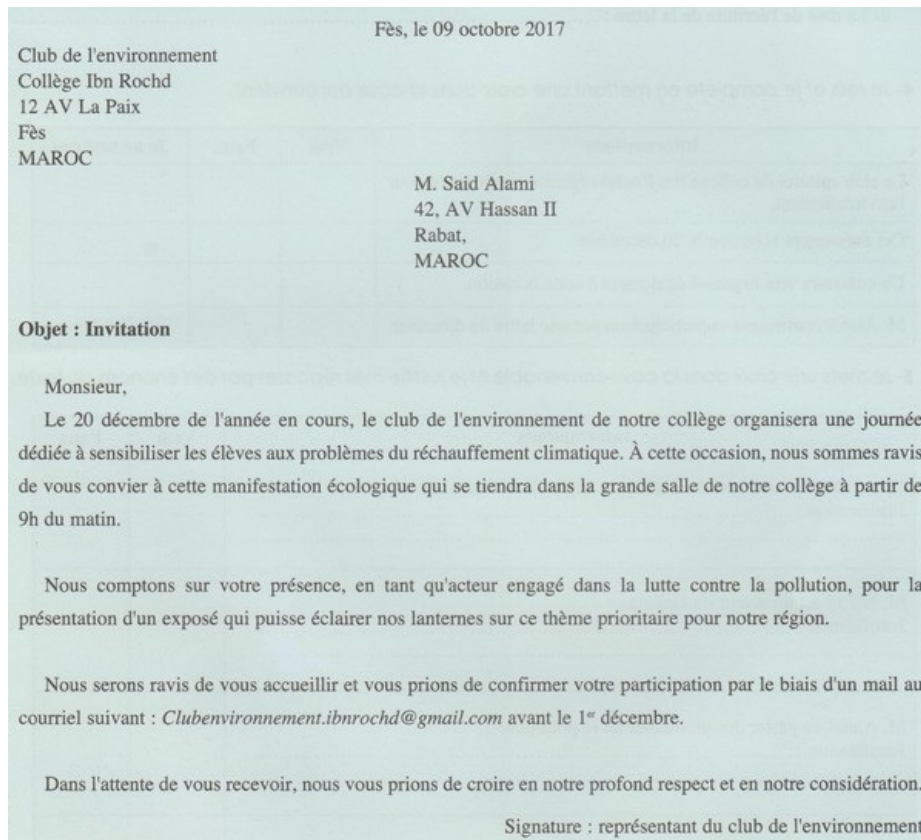 Fès, le 09 octobre 2017
Club de l'environnement
Collège Ibn Rochd
12 AV La Paix
Fès
MAROC
M. Said Alami
42, AV Hassan II
Rabat,
MAROC
Objet : Invitation
Monsieur,
Le 20 décembre de l'année en cours, le club de l'environnement de notre collège organisera une journée
dédiée à sensibiliser les élèves aux problèmes du réchauffement climatique. À cette occasion, nous sommes ravis
de vous convier à cette manifestation écologique qui se tiendra dans la grande salle de notre collège à partir de
9h du matin.
Nous comptons sur votre présence, en tant qu'acteur engagé dans la lutte contre la pollution, pour la
présentation d'un exposé qui puisse éclairer nos lanternes sur ce thème prioritaire pour notre région.
Nous serons ravis de vous accueillir et vous prions de confirmer votre participation par le biais d'un mail au
courriel suivant : Clubenvironnement.ibnrochd@gmail.com avant le 1er décembre.
Dans l'attente de vous recevoir, nous vous prions de croire en notre profond respect et en notre considération.
Signature : représentant du club de l'environnement